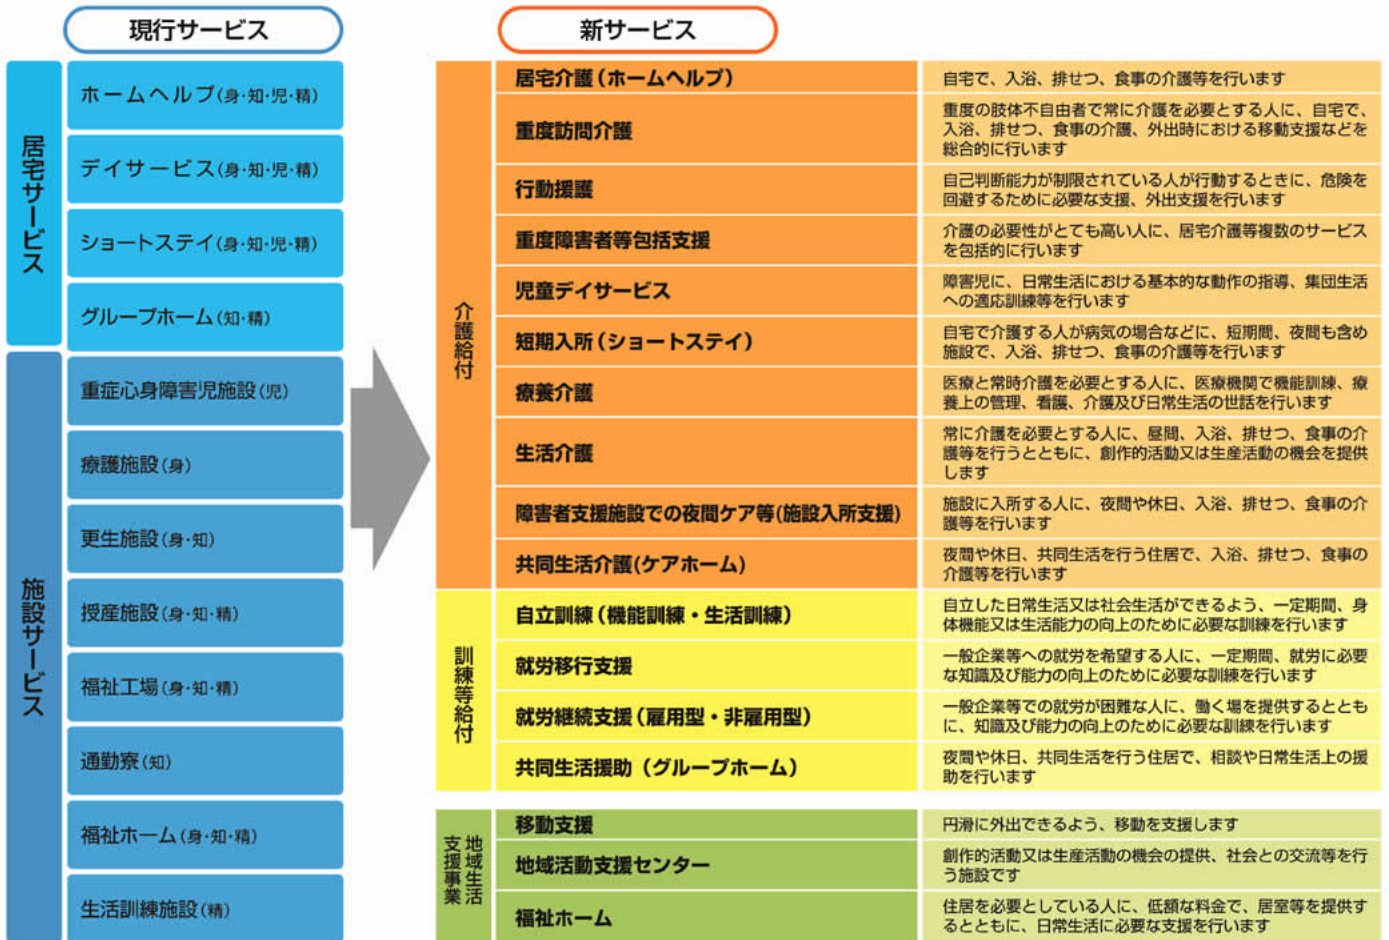 現行サービス
新サービス
居宅サービス
ホームヘルプ(身・知・児・精)
デイサービス(身・知・児・精)
ショートステイ(身・知・児・精)
グループホーム(知・精)
施設サービス
重症心身障害児施設(児)
療護施設(身)
更生施設(身・知)
授産施設(身・知・精)
福祉工場(身・知・精)
通勤寮(知)
福祉ホーム(身・知・精)
生活訓練施設(精)
介護給付
居宅介護(ホームヘルプ)
自宅で、入浴、排せつ、食事の介護等を行います
重度訪問介護
重度の肢体不自由者で常に介護を必要とする人に、自宅で、
入浴、排せつ、食事の介護、外出時における移動支援などを
総合的に行います
行動援護
自己判断能力が制限されている人が行動するときに、危険を
回避するために必要な支援、外出支援を行います
重度障害者等包括支援
介護の必要性がとても高い人に、居宅介護等複数のサービス
を包括的に行います
児童デイサービス
障害児に、日常生活における基本的な動作の指導、集団生活
への適応訓練等を行います
短期入所(ショートステイ)
自宅で介護する人が病気の場合などに、短期間、夜間も含め
施設で、入浴、排せつ、食事の介護等を行います
療養介護
医療と常時介護を必要とする人に、医療機関で機能訓練、療
養上の管理、看護、介護及び日常生活の世話を行います
生活介護
常に介護を必要とする人に、昼間、入浴、排せつ、食事の介
護等を行うとともに、創作的活動又は生産活動の機会を提供
します
障害者支援施設での夜間ケア等(施設入所支援)
施設に入所する人に、夜間や休日、入浴、排せつ、食事の介
護等を行います
共同生活介護(ケアホーム)
夜間や休日、共同生活を行う住居で、入浴、排せつ、食事の
介護等を行います
訓練等給付
自立訓練(機能訓練・生活訓練)
自立した日常生活又は社会生活ができるよう、一定期間、身
体機能又は生活能力の向上のために必要な訓練を行います
就労移行支援
一般企業等への就労を希望する人に、一定期間、就労に必要
な知識及び能力の向上のために必要な訓練を行います
就労継続支援(雇用型・非雇用型)
一般企業等での就労が困難な人に、働く場を提供するととも
に、知識及び能力の向上のために必要な訓練を行います
共同生活援助(グループホーム)
夜間や休日、共同生活を行う住居で、相談や日常生活上の援
助を行います
地域生活
支援事業
移動支援
円滑に外出できるよう、移動を支援します
地域活動支援センター
創作的活動又は生産活動の機会の提供、社会との交流等を行
う施設です
福祉ホーム
住居を必要としている人に、低額な料金で、居室等を提供す
るとともに、日常生活に必要な支援を行います